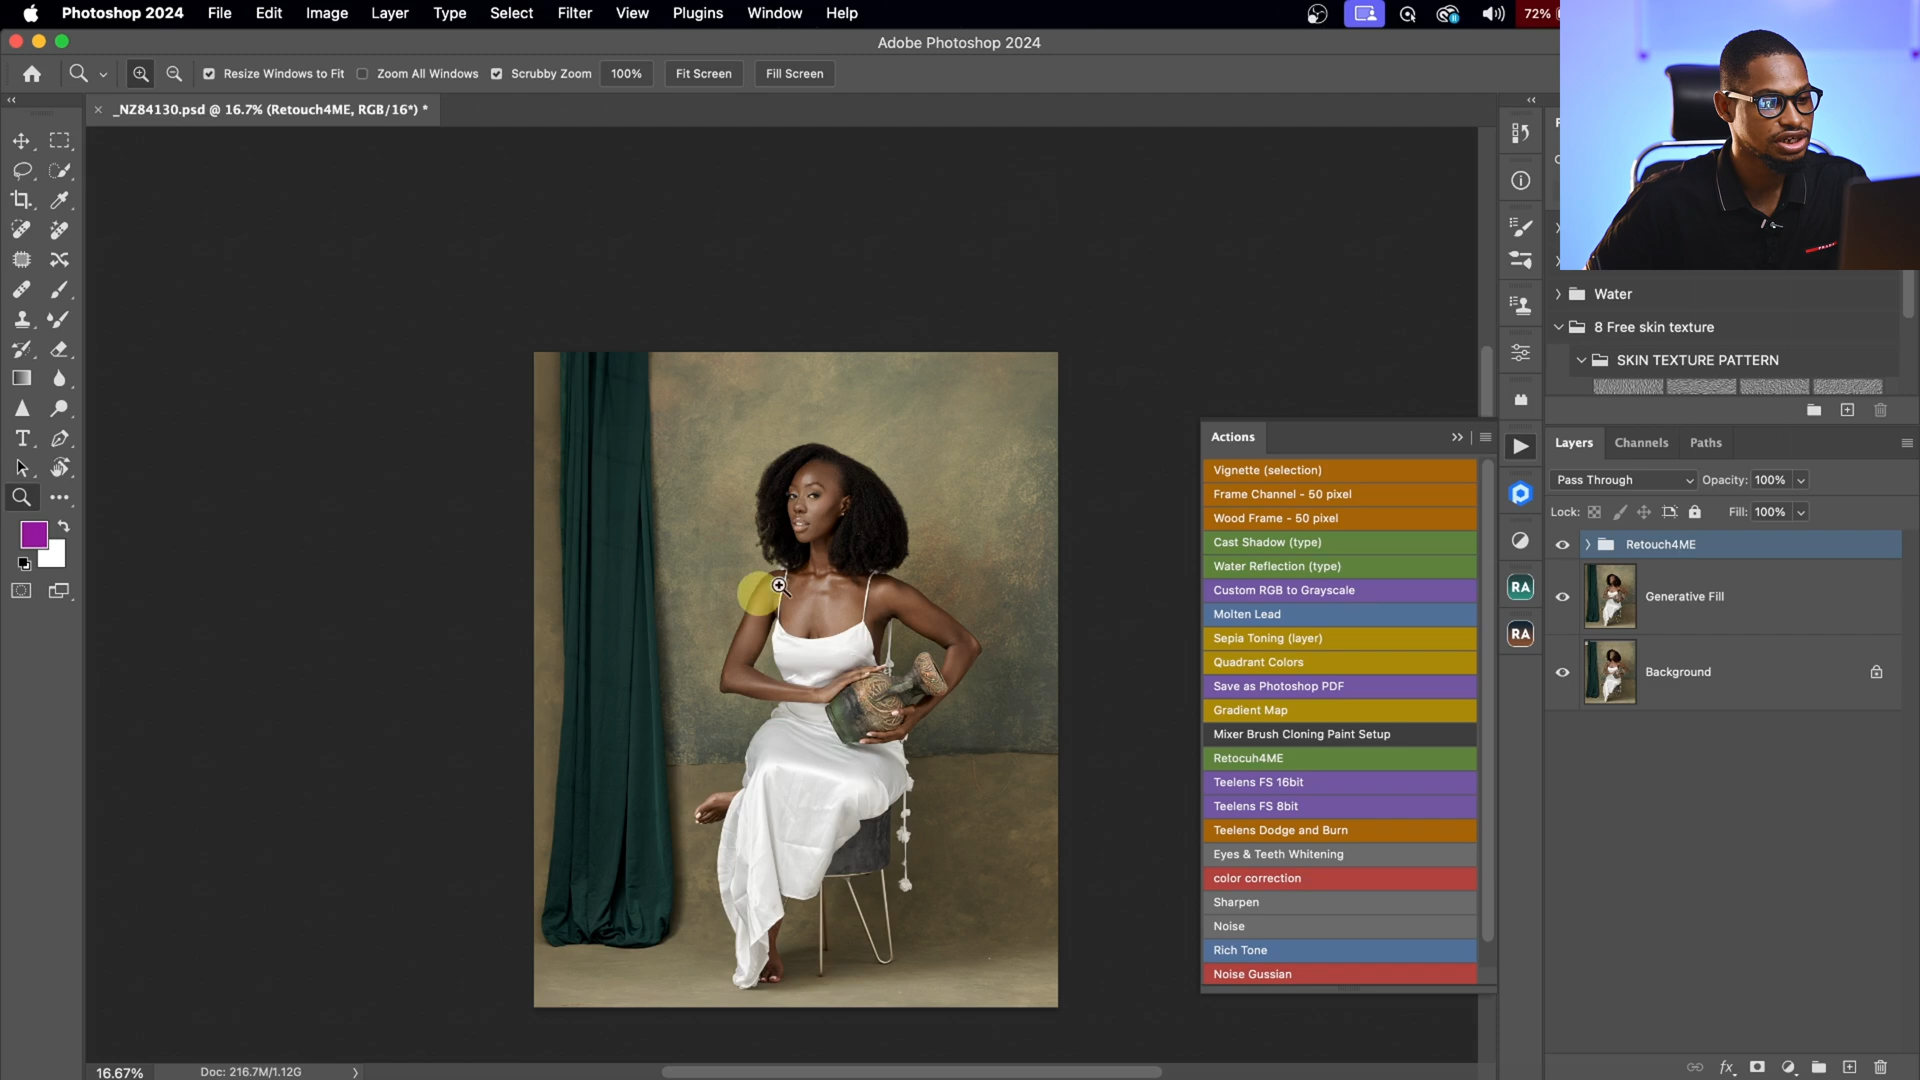 Photoshop 2024 File Edit Image Layer Type Select Filter View Plugins Window Help 72%
Adobe Photoshop 2024
Resize Windows to Fit Zoom All Windows Scrubby Zoom 100% Fit Screen Fill Screen
_NZ84130.psd @ 16.7% (Retouch4ME, RGB/16*) *
Water
8 Free skin texture
SKIN TEXTURE PATTERN
Actions
Vignette (selection)
Frame Channel - 50 pixel
Wood Frame - 50 pixel
Cast Shadow (type)
Water Reflection (type)
Custom RGB to Grayscale
Molten Lead
Sepia Toning (layer)
Quadrant Colors
Save as Photoshop PDF
Gradient Map
Mixer Brush Cloning Paint Setup
Retocuh4ME
Teelens FS 16bit
Teelens FS 8bit
Teelens Dodge and Burn
Eyes & Teeth Whitening
color correction
Sharpen
Noise
Rich Tone
Noise Gussian
RA
RA
Layers Channels Paths
Pass Through Opacity: 100%
Lock: Fill: 100%
Retouch4ME
Generative Fill
Background
fx
16.67% Doc: 216.7M/1.12G